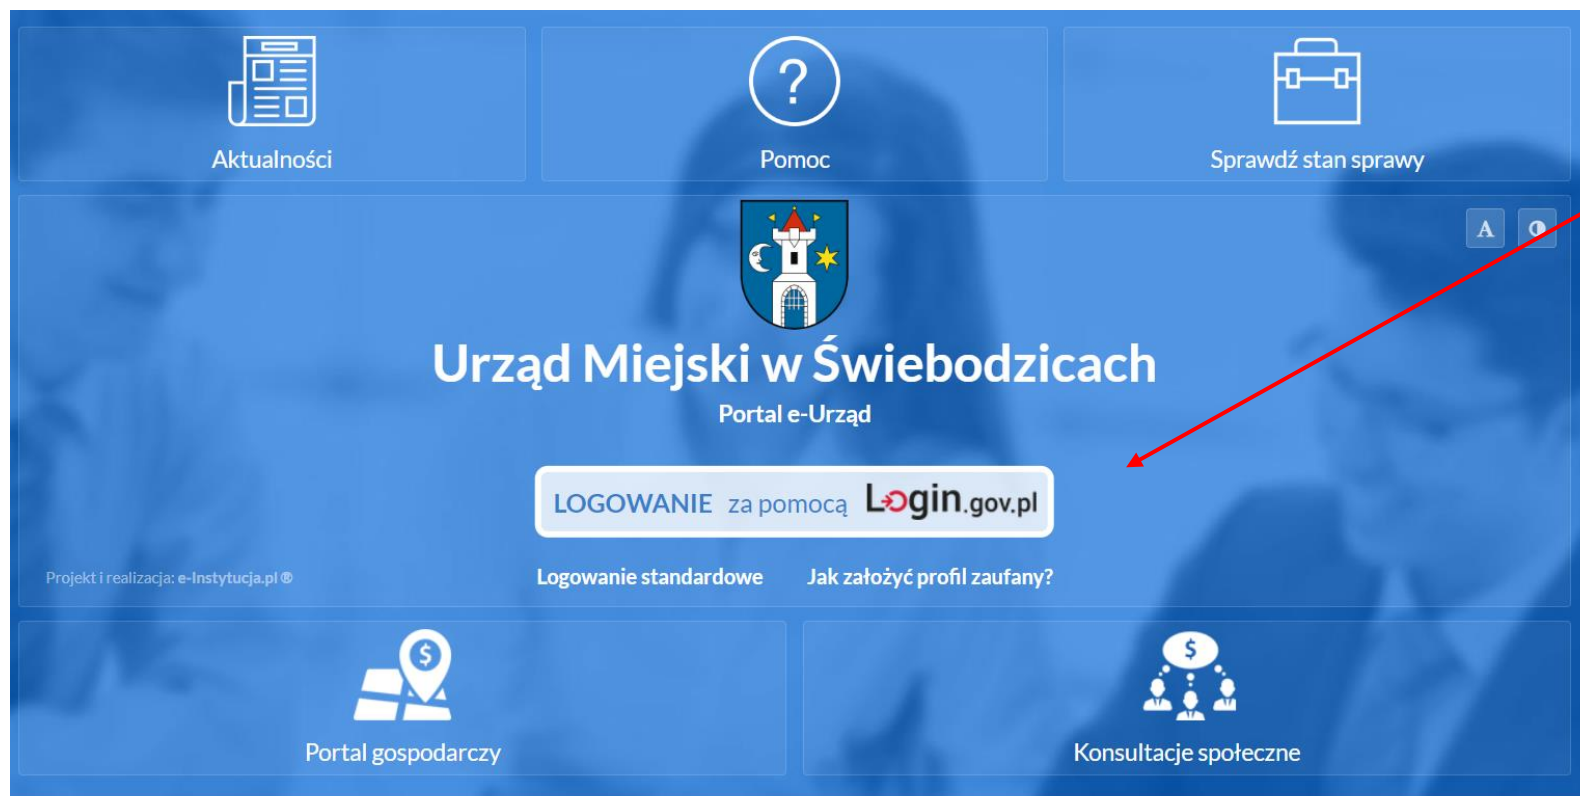 Aktualności
Pomoc
Sprawdź stan sprawy
A
Urząd Miejski w Świebodzicach
Portal e-Urząd
LOGOWANIE za pomocą Login.gov.pl
Projekt i realizacja: e-Instytucja.pl ®
Logowanie standardowe Jak założyć profil zaufany?
Portal gospodarczy
Konsultacje społeczne